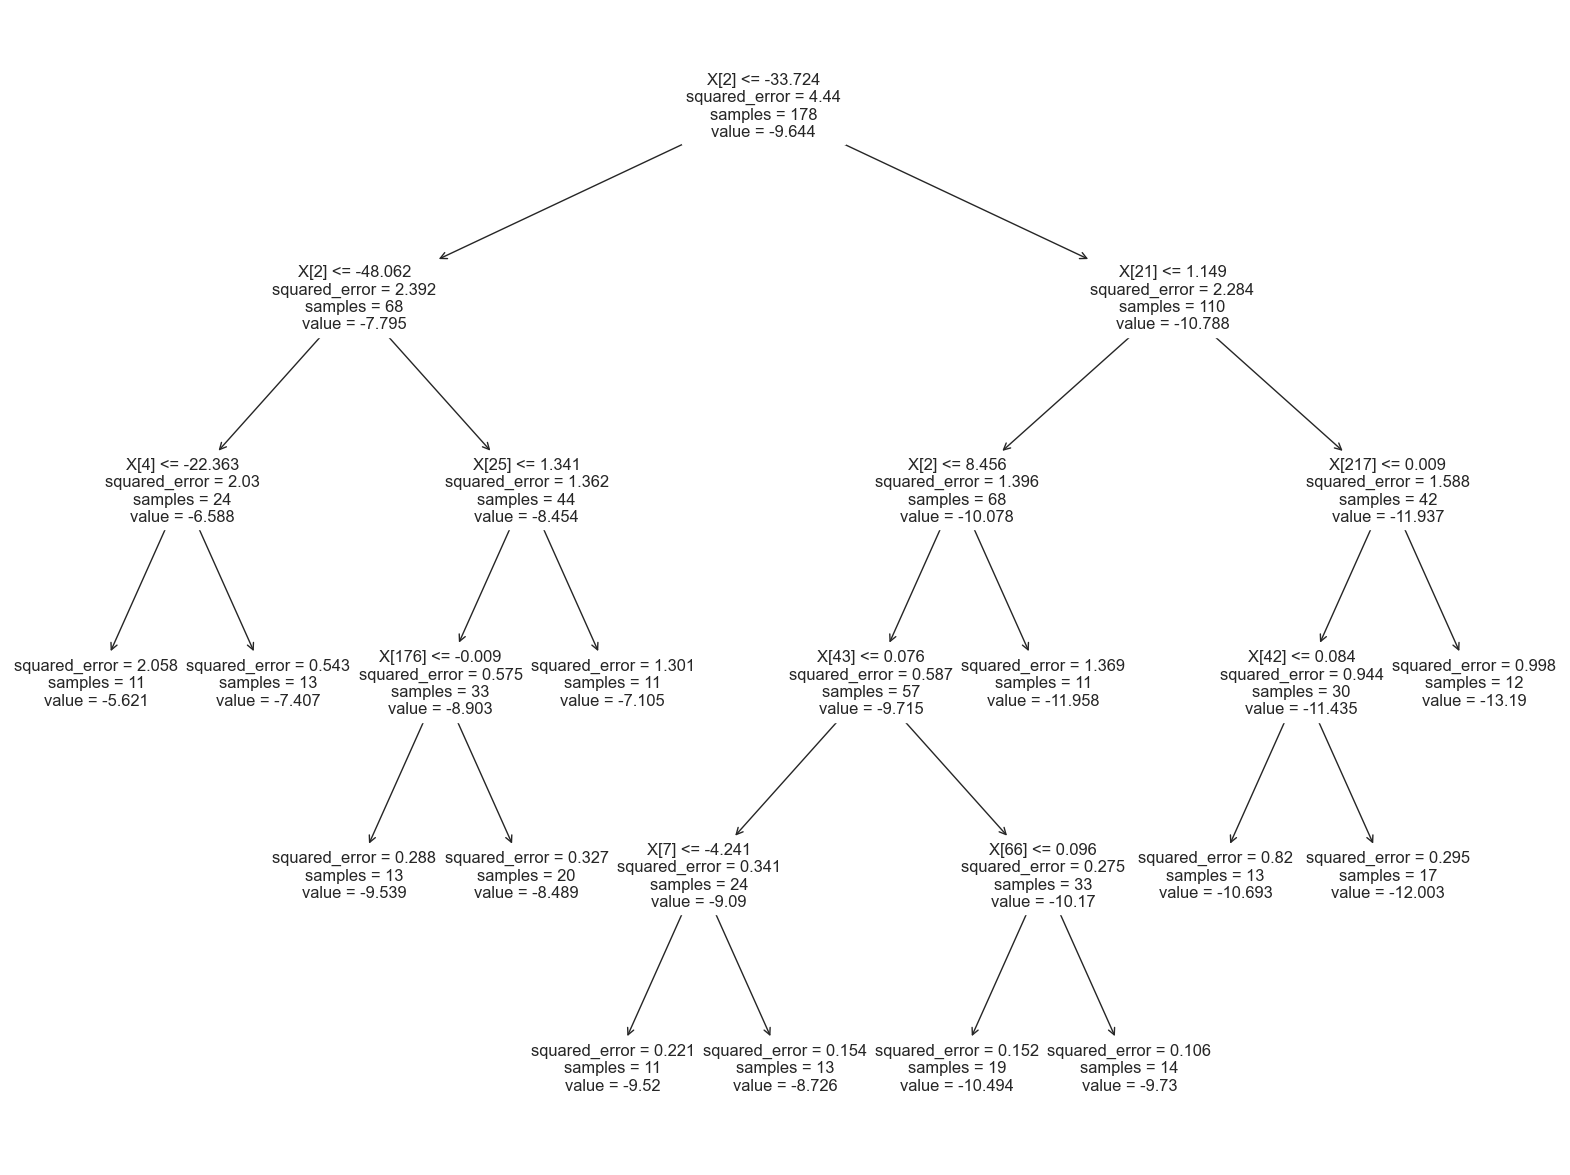 X[2] <= -33.724
squared_error = 4.44
samples = 178
value = -9.644
X[2] <= -48.062
squared_error = 2.392
samples = 68
value = -7.795
X[21] <= 1.149
squared_error = 2.284
samples = 110
value = -10.788
X[4] <= -22.363
squared_error = 2.03
samples = 24
value = -6.588
X[25] <= 1.341
squared_error = 1.362
samples = 44
value = -8.454
X[2] <= 8.456
squared_error = 1.396
samples = 68
value = -10.078
X[217] <= 0.009
squared_error = 1.588
samples = 42
value = -11.937
squared_error = 2.058
samples = 11
value = -5.621
squared_error = 0.543
samples = 13
value = -7.407
X[176] <= -0.009
squared_error = 0.575
samples = 33
value = -8.903
squared_error = 1.301
samples = 11
value = -7.105
X[43] <= 0.076
squared_error = 0.587
samples = 57
value = -9.715
squared_error = 1.369
samples = 11
value = -11.958
X[42] <= 0.084
squared_error = 0.944
samples = 30
value = -11.435
squared_error = 0.998
samples = 12
value = -13.19
squared_error = 0.288
samples = 13
value = -9.539
squared_error = 0.327
samples = 20
value = -8.489
X[7] <= -4.241
squared_error = 0.341
samples = 24
value = -9.09
X[66] <= 0.096
squared_error = 0.275
samples = 33
value = -10.17
squared_error = 0.82
samples = 13
value = -10.693
squared_error = 0.295
samples = 17
value = -12.003
squared_error = 0.221
samples = 11
value = -9.52
squared_error = 0.154
samples = 13
value = -8.726
squared_error = 0.152
samples = 19
value = -10.494
squared_error = 0.106
samples = 14
value = -9.73